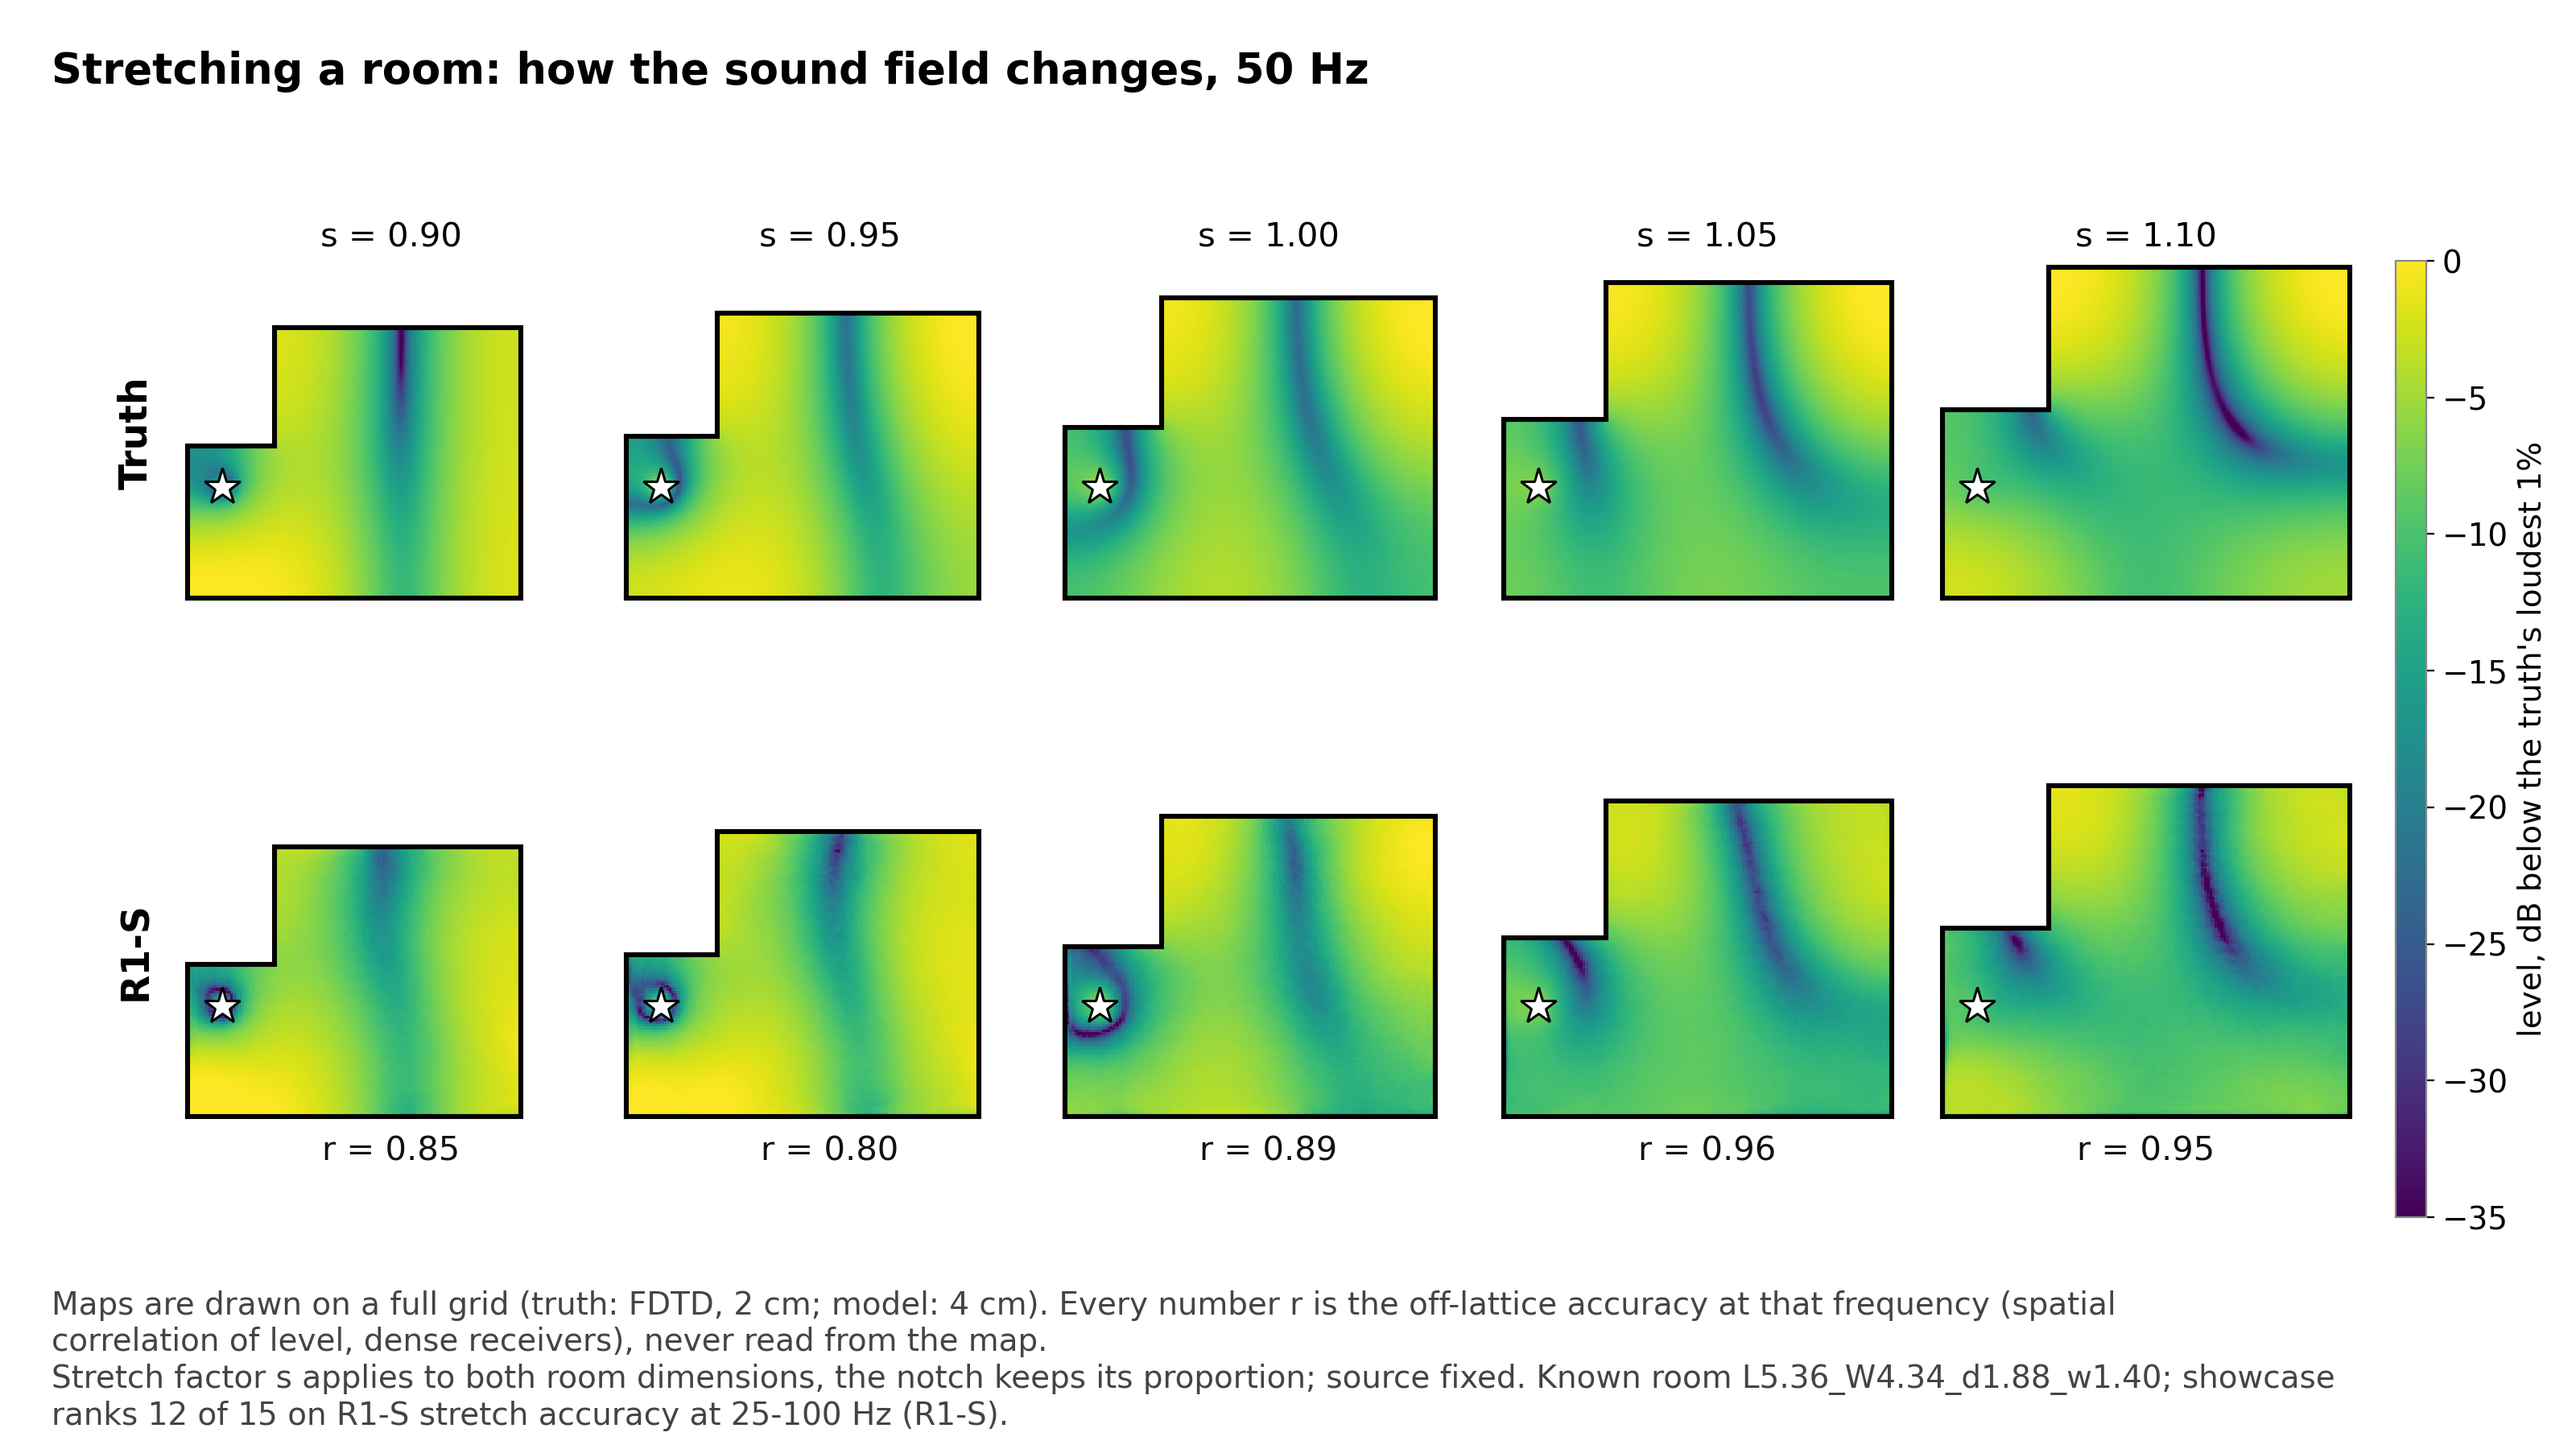 Stretching a room: how the sound field changes, 50 Hz
s = 0.90
s = 0.95
s = 1.00
s = 1.05
s = 1.10
Truth
0
−5
−10
−15
−20
−25
−30
−35
level, dB below the truth's loudest 1%
R1-S
r = 0.85
r = 0.80
r = 0.89
r = 0.96
r = 0.95
Maps are drawn on a full grid (truth: FDTD, 2 cm; model: 4 cm). Every number r is the off-lattice accuracy at that frequency (spatial
correlation of level, dense receivers), never read from the map.
Stretch factor s applies to both room dimensions, the notch keeps its proportion; source fixed. Known room L5.36_W4.34_d1.88_w1.40; showcase
ranks 12 of 15 on R1-S stretch accuracy at 25-100 Hz (R1-S).